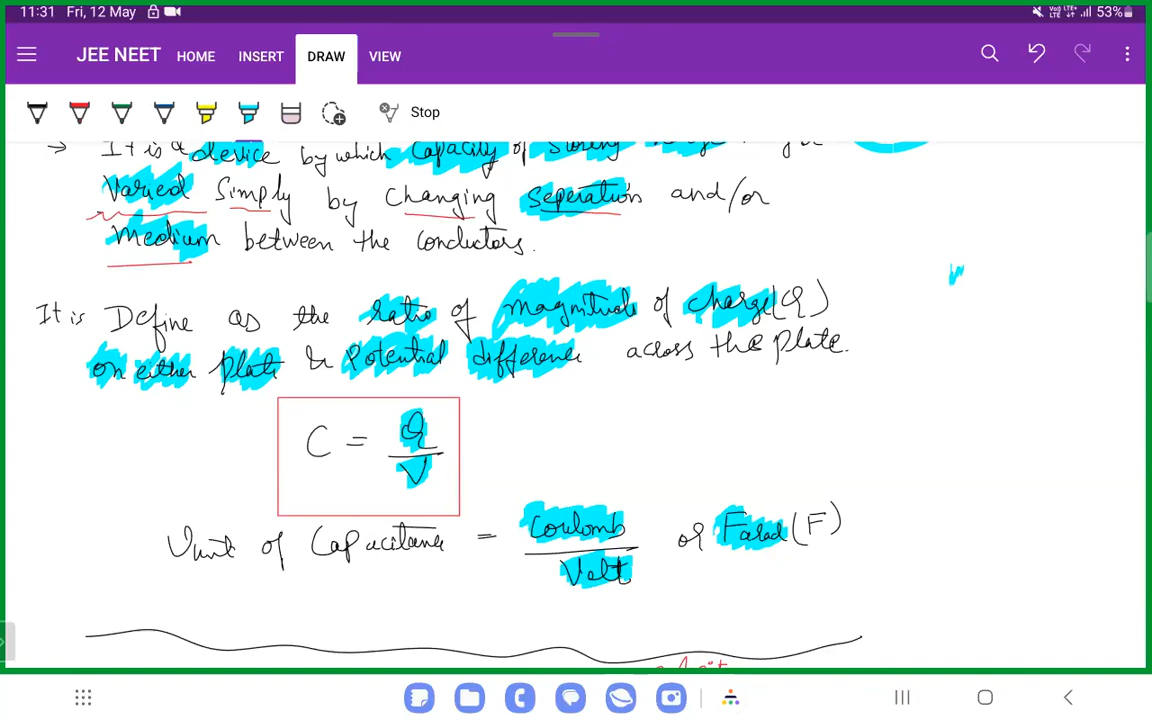 11:31 Fri, 12 May 53%
JEE NEET HOME INSERT DRAW VIEW
Stop
→ It is a device by which Capacity of Storing
Varied Simply by Changing Seperation and/or
Medium between the Conductors.
It is Define as the ratio of magnitude of charge(Q)
on either plate & Potential difference across the plate.
C = Q/V
Unit of Capacitance = Coulomb/Volt or Farad (F)